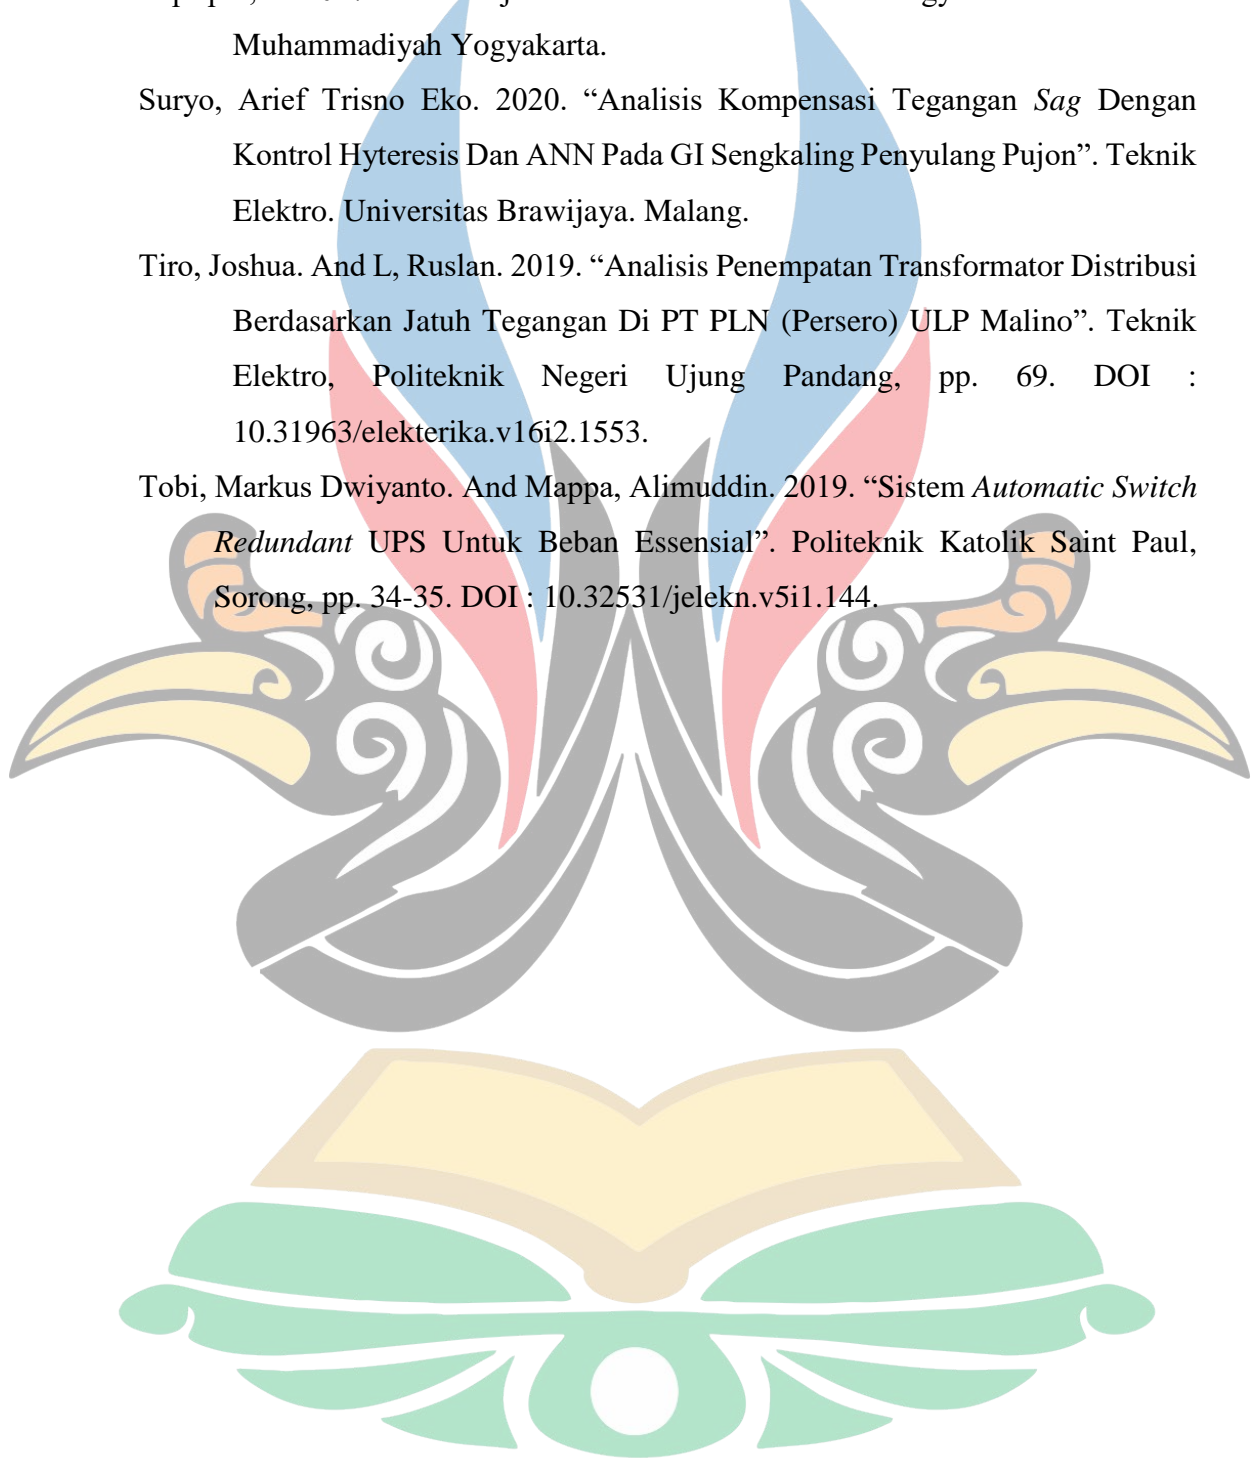 Muhammadiyah Yogyakarta.
Suryo, Arief Trisno Eko. 2020. “Analisis Kompensasi Tegangan Sag Dengan
Kontrol Hyteresis Dan ANN Pada GI Sengkaling Penyulang Pujon”. Teknik
Elektro. Universitas Brawijaya. Malang.
Tiro, Joshua. And L, Ruslan. 2019. “Analisis Penempatan Transformator Distribusi
Berdasarkan Jatuh Tegangan Di PT PLN (Persero) ULP Malino”. Teknik
Elektro, Politeknik Negeri Ujung Pandang, pp. 69. DOI :
10.31963/elekterika.v16i2.1553.
Tobi, Markus Dwiyanto. And Mappa, Alimuddin. 2019. “Sistem Automatic Switch
Redundant UPS Untuk Beban Essensial”. Politeknik Katolik Saint Paul,
Sorong, pp. 34-35. DOI : 10.32531/jelekn.v5i1.144.